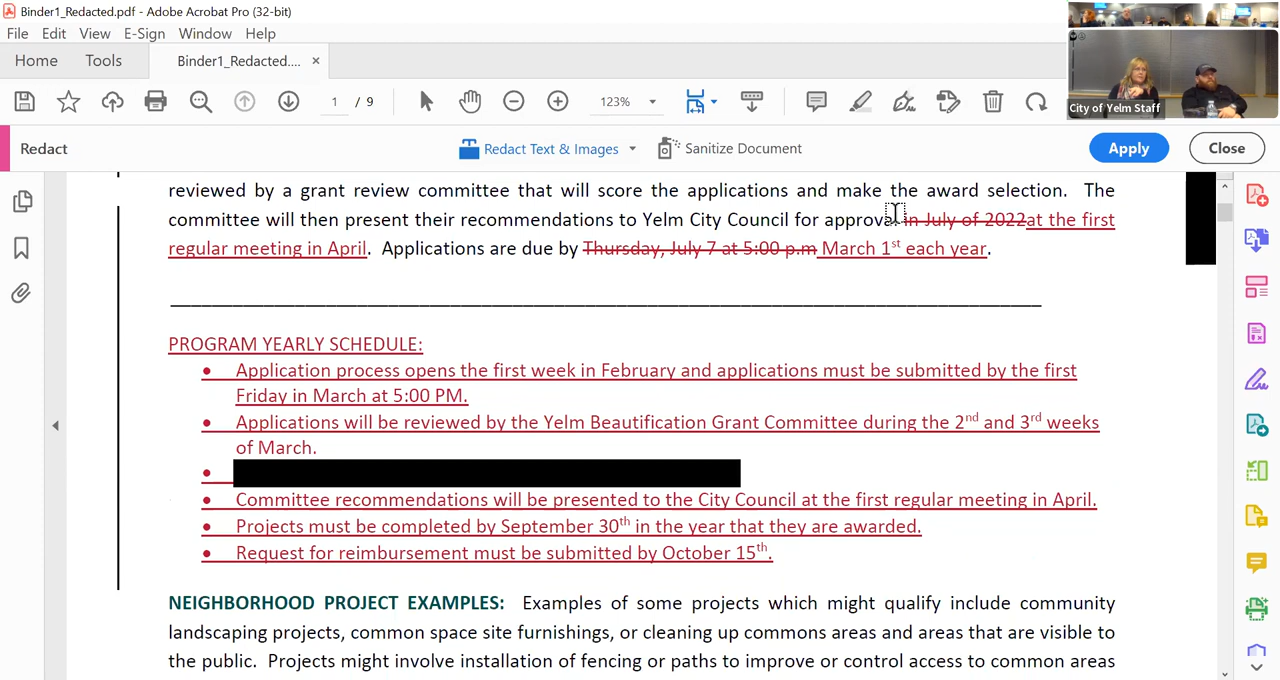 Binder1_Redacted.pdf - Adobe Acrobat Pro (32-bit)
File Edit View E-Sign Window Help
Home Tools Binder1_Redacted.... ×
1 / 9 123%
City of Yelm Staff
Redact Redact Text & Images Sanitize Document Apply Close
reviewed by a grant review committee that will score the applications and make the award selection. The
committee will then present their recommendations to Yelm City Council for approval in July of 2022at the first
regular meeting in April. Applications are due by Thursday, July 7 at 5:00 p.m March 1st each year.
PROGRAM YEARLY SCHEDULE:
• Application process opens the first week in February and applications must be submitted by the first
Friday in March at 5:00 PM.
• Applications will be reviewed by the Yelm Beautification Grant Committee during the 2nd and 3rd weeks
of March.
•
• Committee recommendations will be presented to the City Council at the first regular meeting in April.
• Projects must be completed by September 30th in the year that they are awarded.
• Request for reimbursement must be submitted by October 15th.
NEIGHBORHOOD PROJECT EXAMPLES: Examples of some projects which might qualify include community
landscaping projects, common space site furnishings, or cleaning up commons areas and areas that are visible to
the public. Projects might involve installation of fencing or paths to improve or control access to common areas